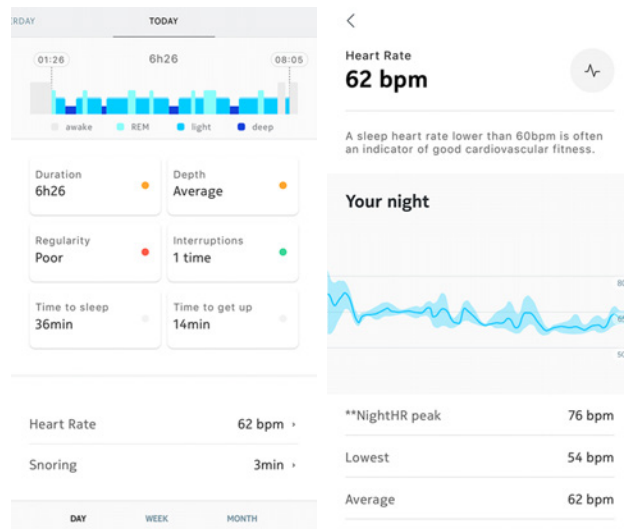 RDAY
TODAY
01:26
6h26
08:05
awake
REM
light
deep
Duration
6h26
Depth
Average
Regularity
Poor
Interruptions
1 time
Time to sleep
36min
Time to get up
14min
Heart Rate
62 bpm
Snoring
3min
DAY
WEEK
MONTH
Heart Rate
62 bpm
A sleep heart rate lower than 60bpm is often
an indicator of good cardiovascular fitness.
Your night
**NightHR peak
76 bpm
Lowest
54 bpm
Average
62 bpm